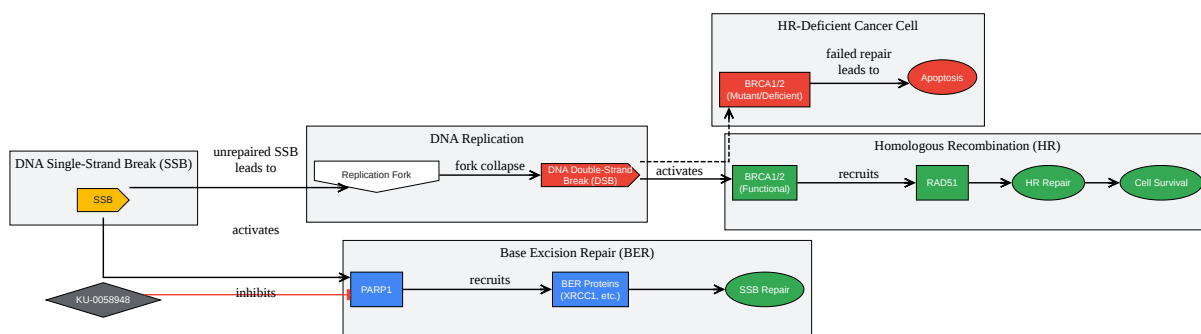 HR-Deficient Cancer Cell
failed repair
leads to
BRCA1/2
(Mutant/Deficient)
Apoptosis
DNA Replication
Homologous Recombination (HR)
DNA Single-Strand Break (SSB)
unrepaired SSB
leads to
SSB
Replication Fork
fork collapse
DNA Double-Strand
Break (DSB)
activates
BRCA1/2
(Functional)
recruits
RAD51
HR Repair
Cell Survival
activates
Base Excision Repair (BER)
KU-0058948
inhibits
PARP1
recruits
BER Proteins
(XRCC1, etc.)
SSB Repair